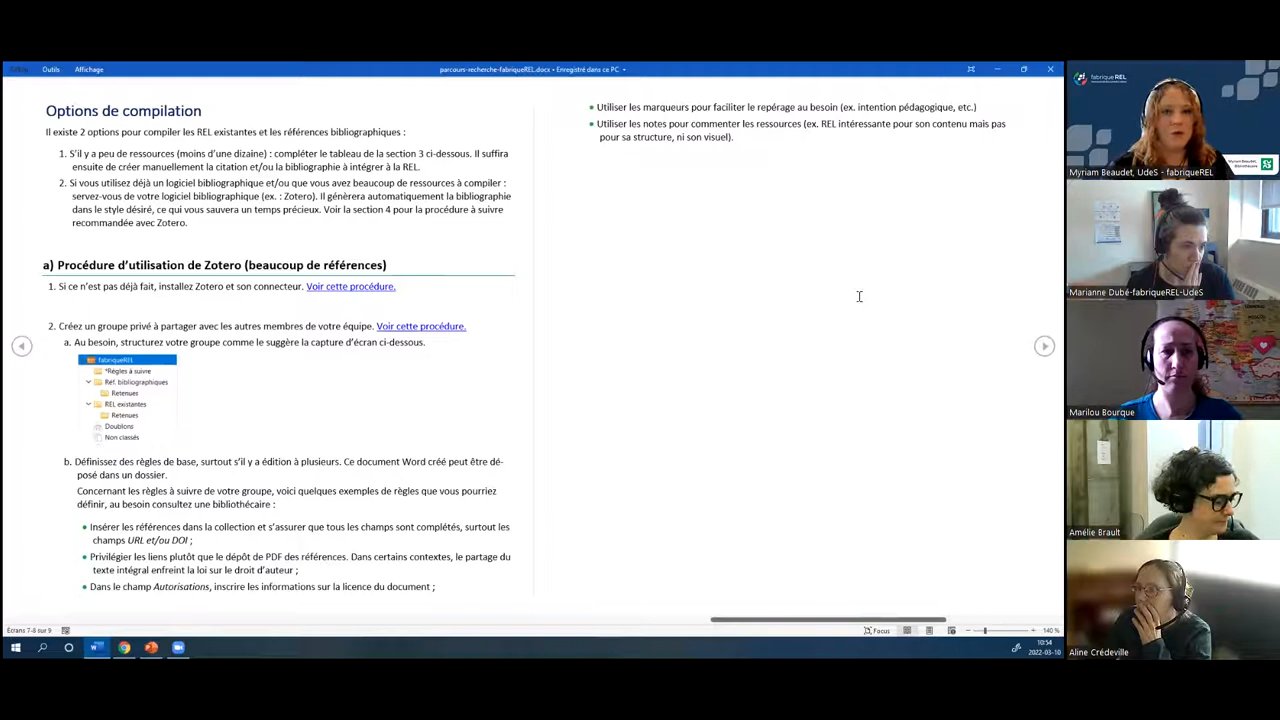 Outils
Affichage
parcours-recherche-fabriqueREL.docx • Enregistré dans ce PC
Options de compilation
Il existe 2 options pour compiler les REL existantes et les références bibliographiques :
1. S'il y a peu de ressources (moins d'une dizaine) : compléter le tableau de la section 3 ci-dessous. Il suffira
ensuite de créer manuellement la citation et/ou la bibliographie à intégrer à la REL.
2. Si vous utilisez déjà un logiciel bibliographique et/ou que vous avez beaucoup de ressources à compiler :
servez-vous de votre logiciel bibliographique (ex. : Zotero). Il générera automatiquement la bibliographie
dans le style désiré, ce qui vous sauvera un temps précieux. Voir la section 4 pour la procédure à suivre
recommandée avec Zotero.
a) Procédure d'utilisation de Zotero (beaucoup de références)
1. Si ce n'est pas déjà fait, installez Zotero et son connecteur. Voir cette procédure.
2. Créez un groupe privé à partager avec les autres membres de votre équipe. Voir cette procédure.
a. Au besoin, structurez votre groupe comme le suggère la capture d'écran ci-dessous.
fabriqueREL
*Règles à suivre
Réf. bibliographiques
Retenues
REL existantes
Retenues
Doublons
Non classés
b. Définissez des règles de base, surtout s'il y a édition à plusieurs. Ce document Word créé peut être dé-
posé dans un dossier.
Concernant les règles à suivre de votre groupe, voici quelques exemples de règles que vous pourriez
définir, au besoin consultez une bibliothécaire :
• Insérer les références dans la collection et s'assurer que tous les champs sont complétés, surtout les
champs URL et/ou DOI ;
• Privilégier les liens plutôt que le dépôt de PDF des références. Dans certains contextes, le partage du
texte intégral enfreint la loi sur le droit d'auteur ;
• Dans le champ Autorisations, inscrire les informations sur la licence du document ;
• Utiliser les marqueurs pour faciliter le repérage au besoin (ex. intention pédagogique, etc.)
• Utiliser les notes pour commenter les ressources (ex. REL intéressante pour son contenu mais pas
pour sa structure, ni son visuel).
Écrans 7-8 sur 9
Focus
140 %
10:54
2022-03-10
fabriqueREL
Myriam Beaudet, UdeS - fabriqueREL
Marianne Dubé-fabriqueREL-UdeS
Marilou Bourque
Amélie Brault
Aline Crédeville